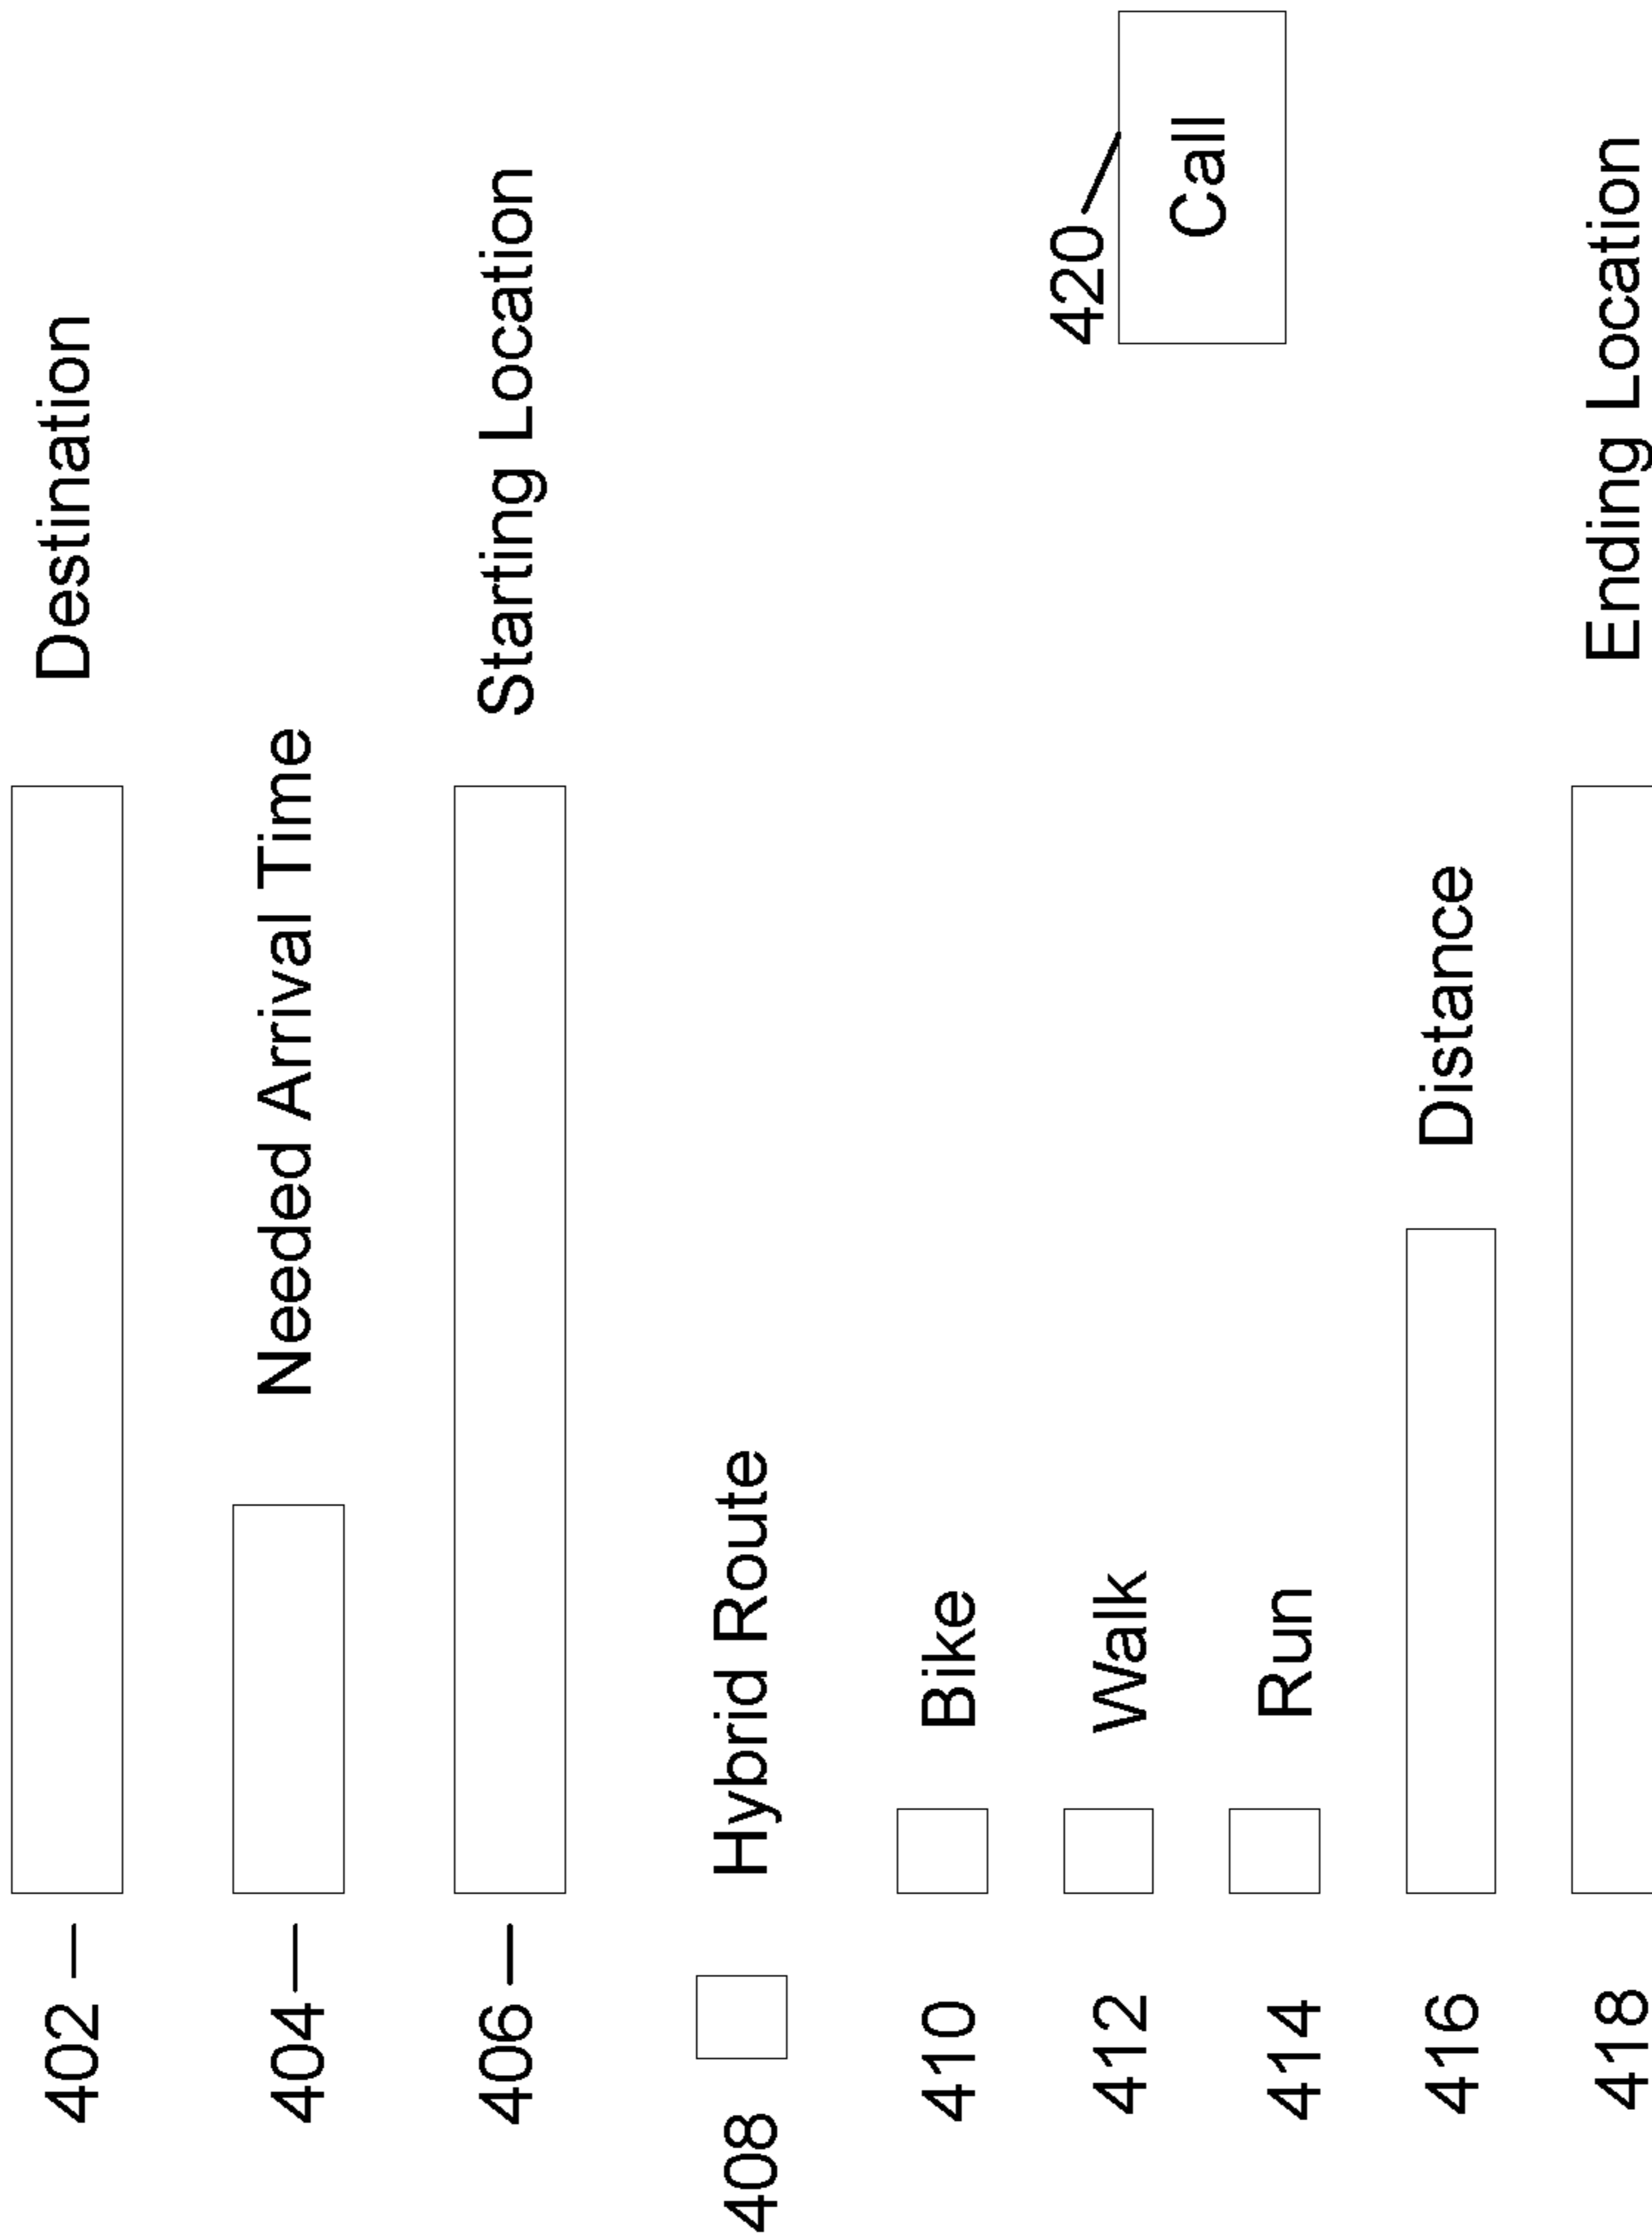 402 Destination
404 Needed Arrival Time
406 Starting Location
408 Hybrid Route
410 Bike
420
412 Walk
Call
414 Run
416 Distance
418 Ending Location